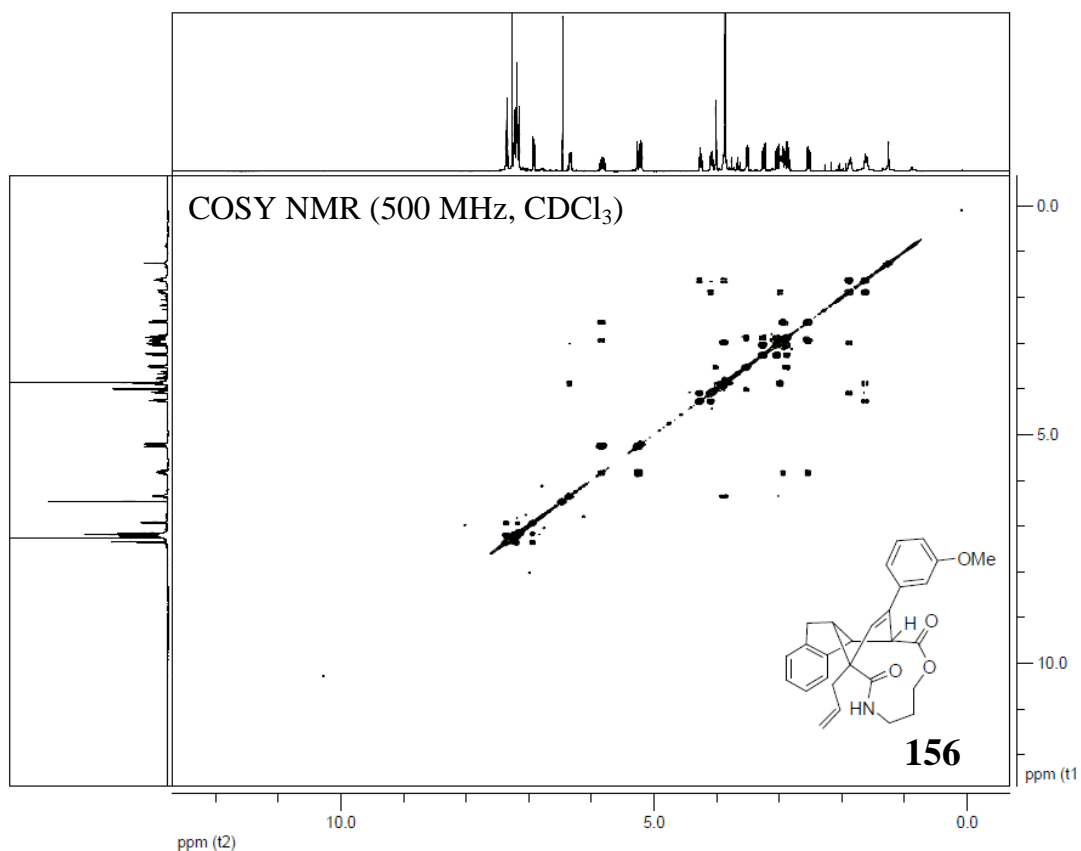 COSY NMR (500 MHz, CDCl₃)
0.0
5.0
10.0
ppm (t1
OMe
H
O
O
O
NH
156
10.0
5.0
0.0
ppm (t2)